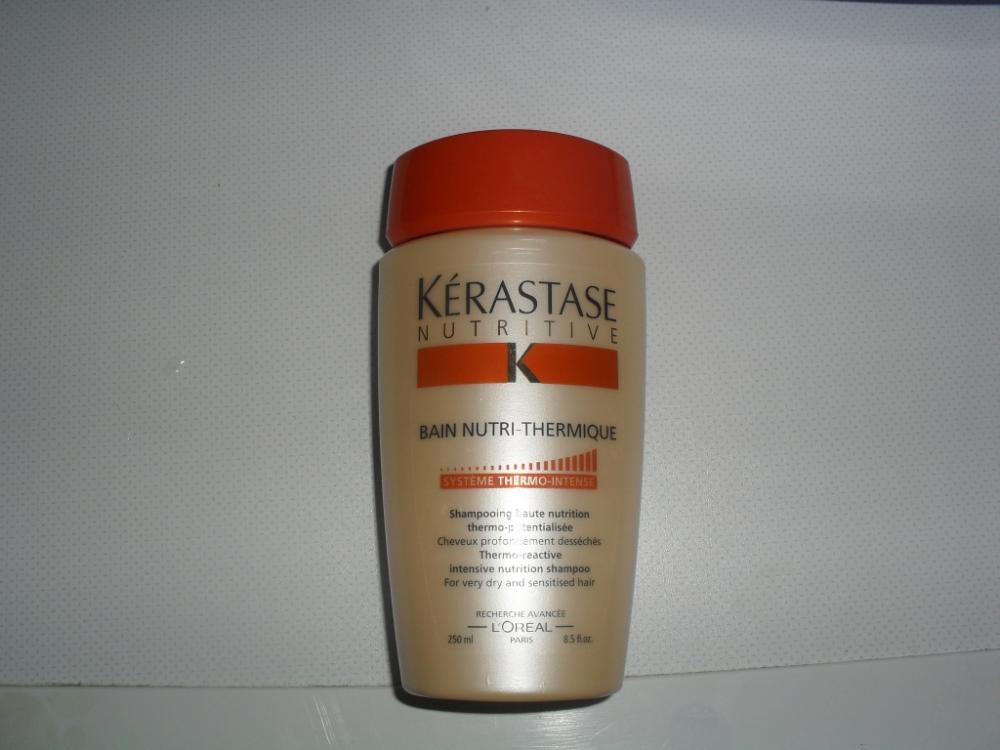 KÉRASTASE
NUTRITIVE
K
BAIN NUTRI-THERMIQUE
SYSTÈME THERMO-INTENSE
Shampooing haute nutrition
thermo-potentialisée
Cheveux profondément desséchés
Thermo-reactive
intensive nutrition shampoo
For very dry and sensitised hair
RECHERCHE AVANCÉE
L'ORÉAL
250 ml PARIS 8.5 fl.oz.